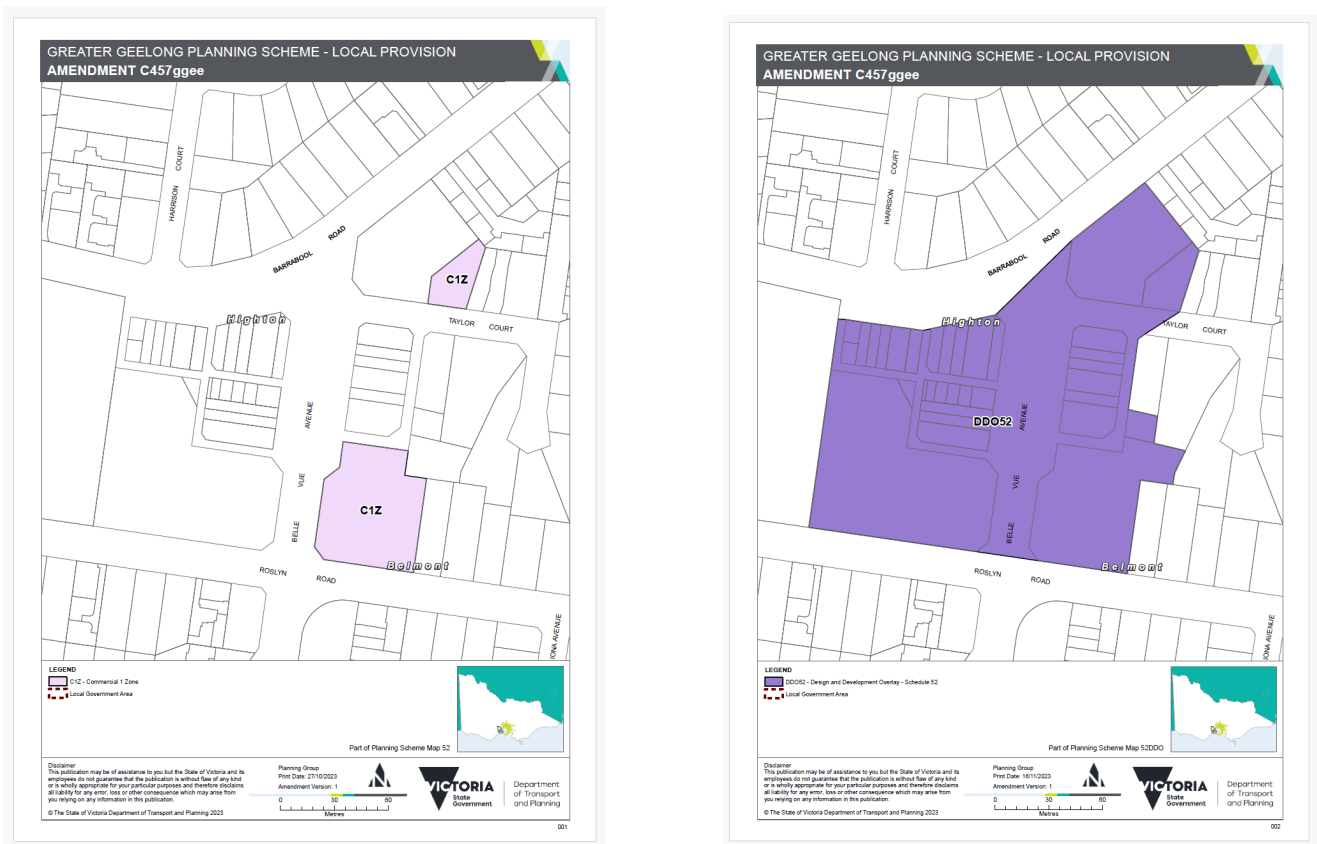 GREATER GEELONG PLANNING SCHEME - LOCAL PROVISION
AMENDMENT C457ggee
HARRISON COURT
BARRABOOL ROAD
C1Z
Highton
TAYLOR COURT
BELLE VUE AVENUE
C1Z
Belmont
ROSLYN ROAD
IONA AVENUE
LEGEND
C1Z - Commercial 1 Zone
Local Government Area
Part of Planning Scheme Map 52
Disclaimer
This publication may be of assistance to you but the State of Victoria and its
employees do not guarantee that the publication is without flaw of any kind
or is wholly appropriate for your particular purposes and therefore disclaims
all liability for any error, loss or other consequence which may arise from
you relying on any information in this publication.
© The State of Victoria Department of Transport and Planning 2023
Planning Group
Print Date: 27/10/2023
Amendment Version: 1
0 30 60
Metres
VICTORIA
State
Government
Department
of Transport
and Planning
001
GREATER GEELONG PLANNING SCHEME - LOCAL PROVISION
AMENDMENT C457ggee
HARRISON COURT
BARRABOOL ROAD
Highton
TAYLOR COURT
DDO52
BELLE VUE AVENUE
Belmont
ROSLYN ROAD
IONA AVENUE
LEGEND
DDO52 - Design and Development Overlay - Schedule 52
Local Government Area
Part of Planning Scheme Map 52DDO
Disclaimer
This publication may be of assistance to you but the State of Victoria and its
employees do not guarantee that the publication is without flaw of any kind
or is wholly appropriate for your particular purposes and therefore disclaims
all liability for any error, loss or other consequence which may arise from
you relying on any information in this publication.
© The State of Victoria Department of Transport and Planning 2023
Planning Group
Print Date: 16/11/2023
Amendment Version: 1
0 30 60
Metres
VICTORIA
State
Government
Department
of Transport
and Planning
002